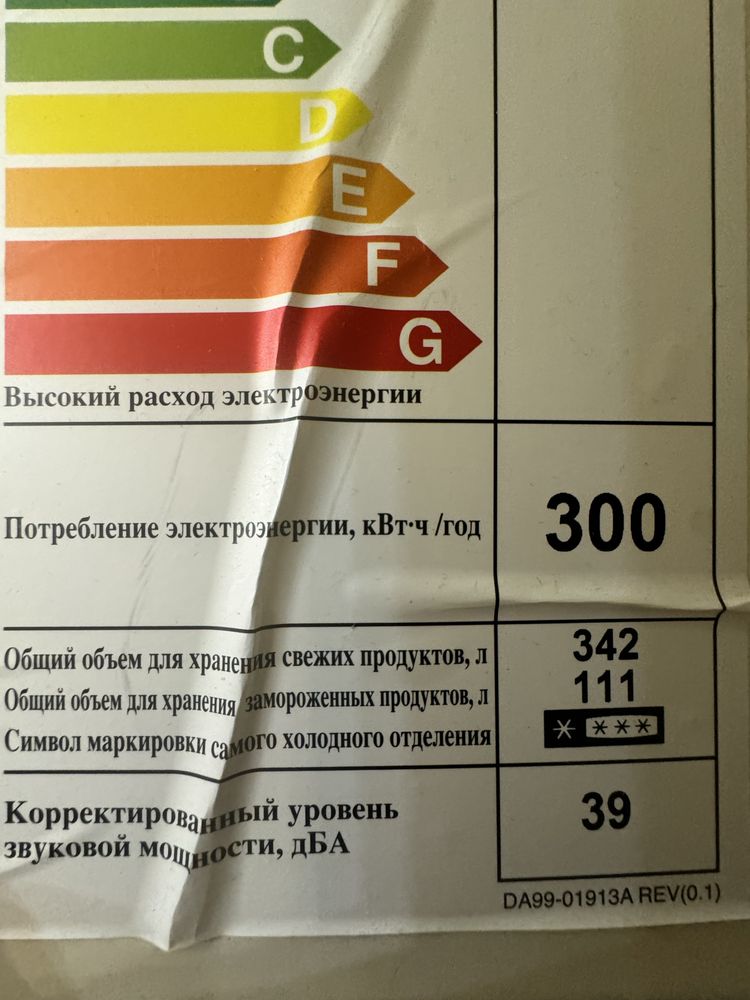 C
D
E
F
G
Высокий расход электроэнергии
Потребление электроэнергии, кВт·ч /год
300
Общий объем для хранения свежих продуктов, л
342
Общий объем для хранения замороженных продуктов, л
111
Символ маркировки самого холодного отделения
* ***
Корректированный уровень
звуковой мощности, дБА
39
DA99-01913A REV(0.1)